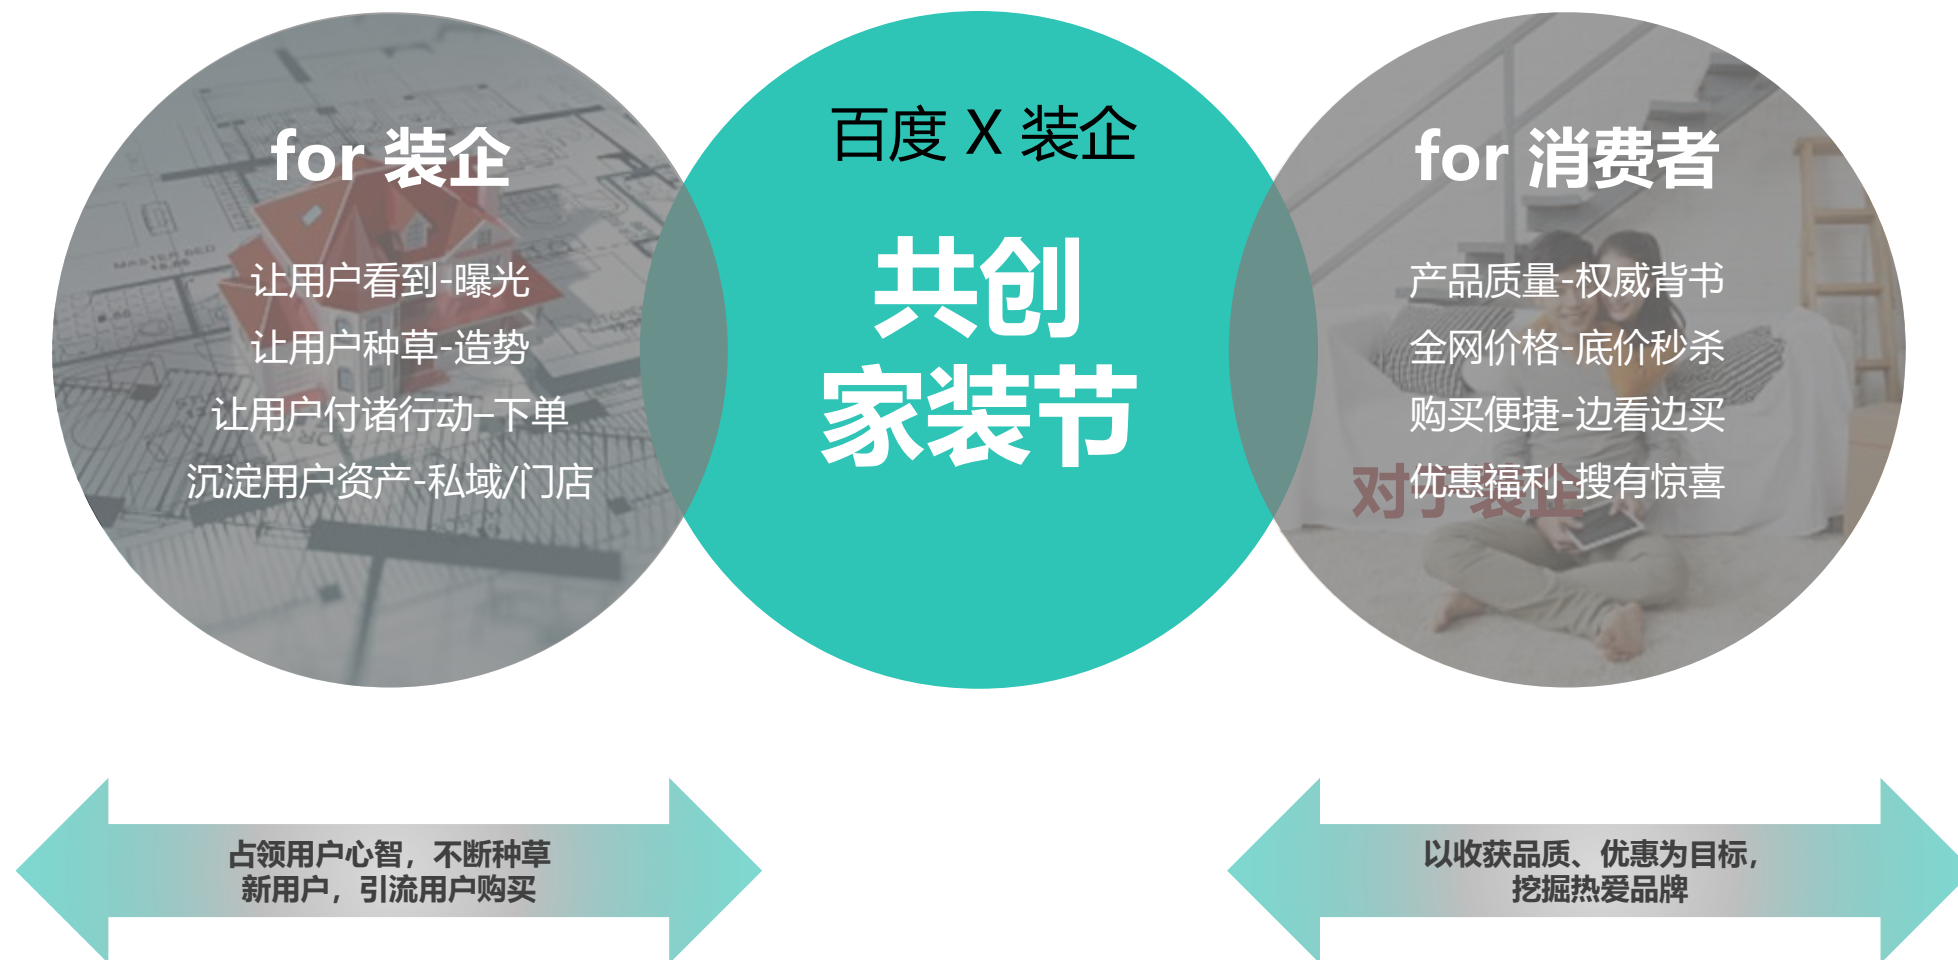 for 装企
让用户看到-曝光
让用户种草-造势
让用户付诸行动–下单
沉淀用户资产-私域/门店
百度 X 装企
共创
家装节
for 消费者
产品质量-权威背书
全网价格-底价秒杀
购买便捷-边看边买
优惠福利-搜有惊喜
对于装企
占领用户心智，不断种草
新用户，引流用户购买
以收获品质、优惠为目标，
挖掘热爱品牌